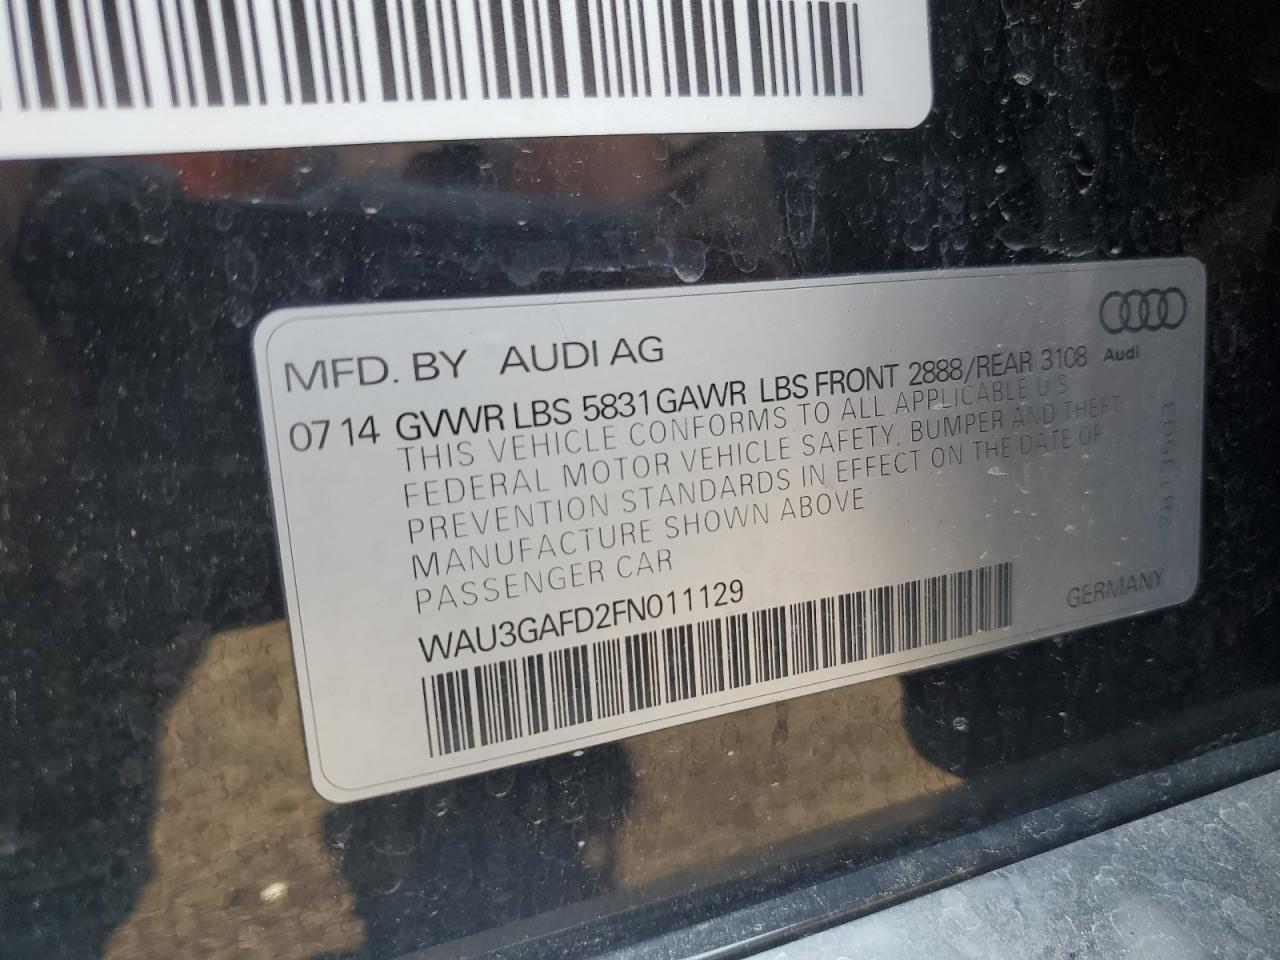 MFD. BY AUDI AG
Audi
07 14 GVWR LBS 5831 GAWR LBS FRONT 2888/REAR 3108
THIS VEHICLE CONFORMS TO ALL APPLICABLE U S
FEDERAL MOTOR VEHICLE SAFETY, BUMPER AND THEFT
PREVENTION STANDARDS IN EFFECT ON THE DATE OF
MANUFACTURE SHOWN ABOVE
PASSENGER CAR
WAU3GAFD2FN011129
GERMANY